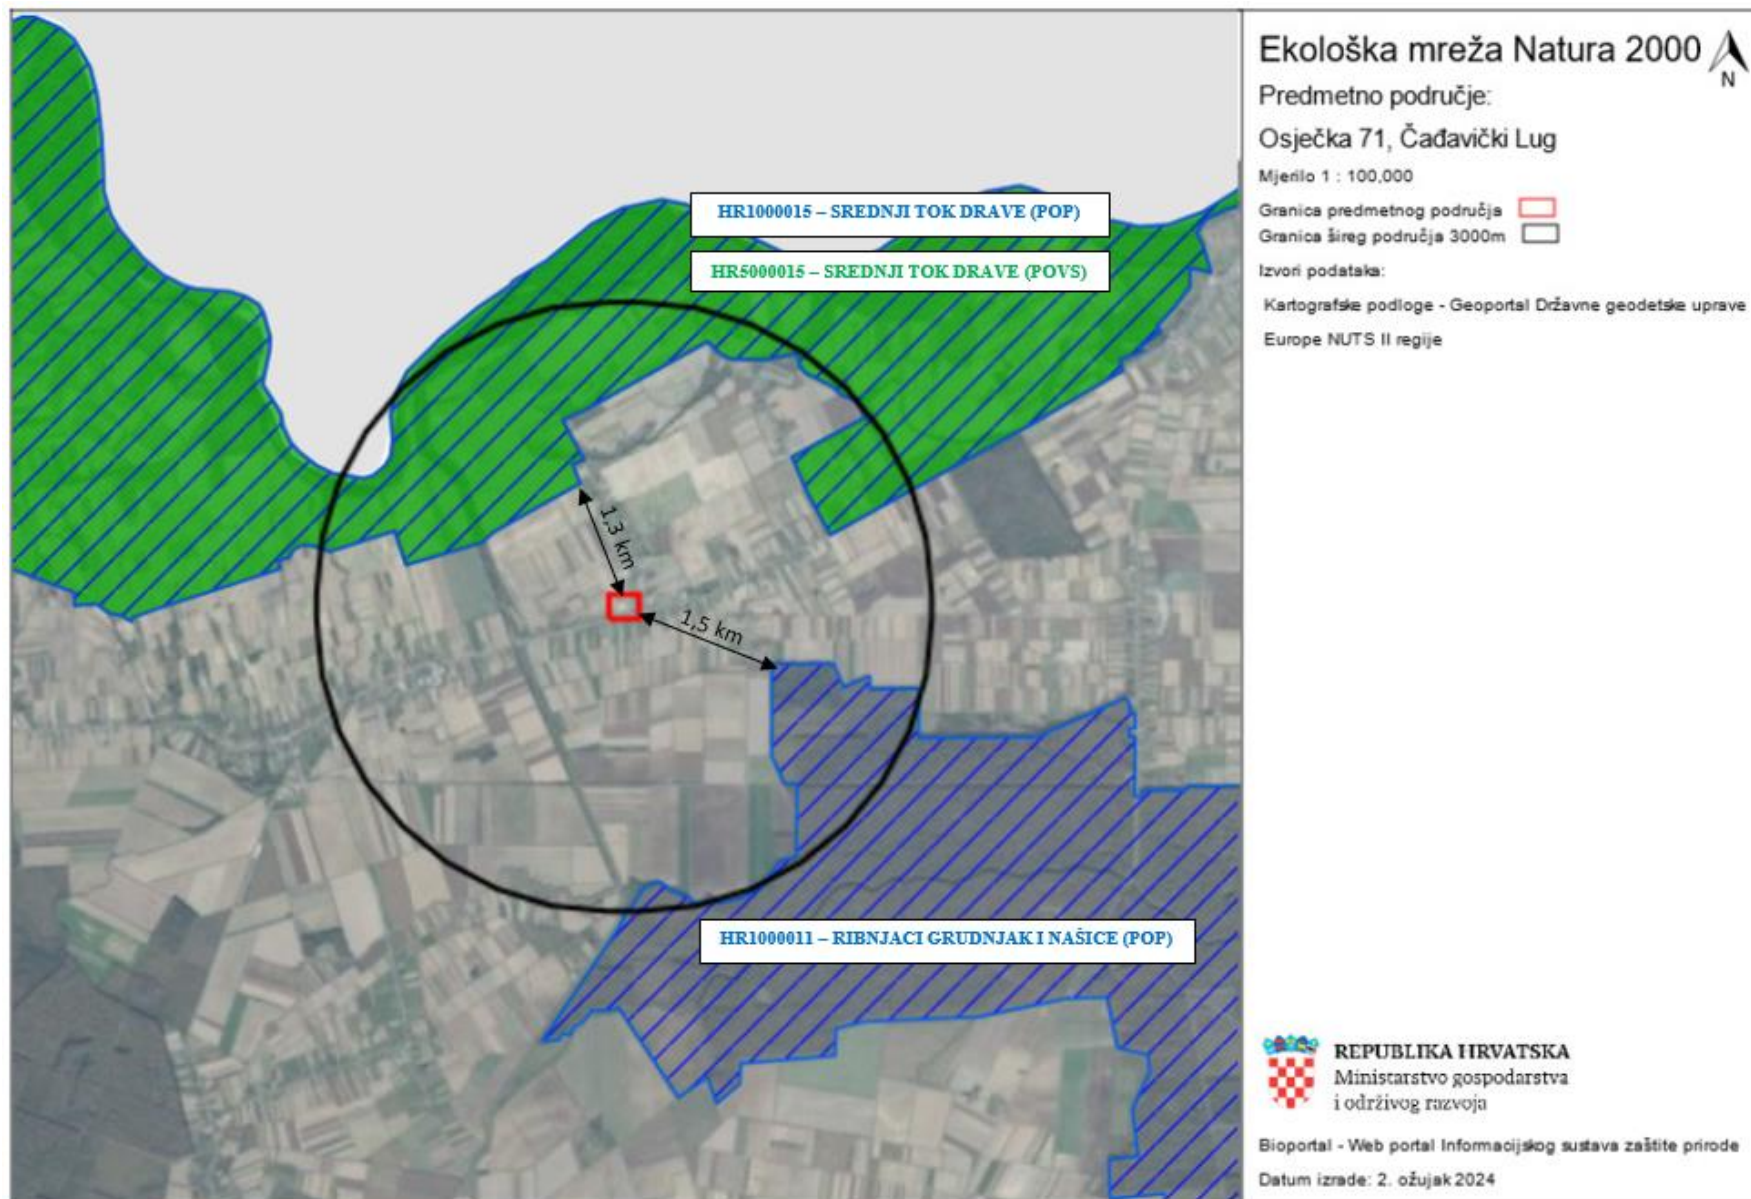 HR1000015 – SREDNJI TOK DRAVE (POP)
HR5000015 – SREDNJI TOK DRAVE (POVS)
1,3 km
1,5 km
HR1000011 – RIBNJACI GRUDNJAK I NAŠICE (POP)
Ekološka mreža Natura 2000
N
Predmetno područje:
Osječka 71, Čađavički Lug
Mjerilo 1 : 100,000
Granica predmetnog područja
Granica šireg područja 3000m
Izvori podataka:
Kartografske podloge - Geoportal Državne geodetske uprave
Europe NUTS II regije
REPUBLIKA HRVATSKA
Ministarstvo gospodarstva
i održivog razvoja
Bioportal - Web portal Informacijskog sustava zaštite prirode
Datum izrade: 2. ožujak 2024